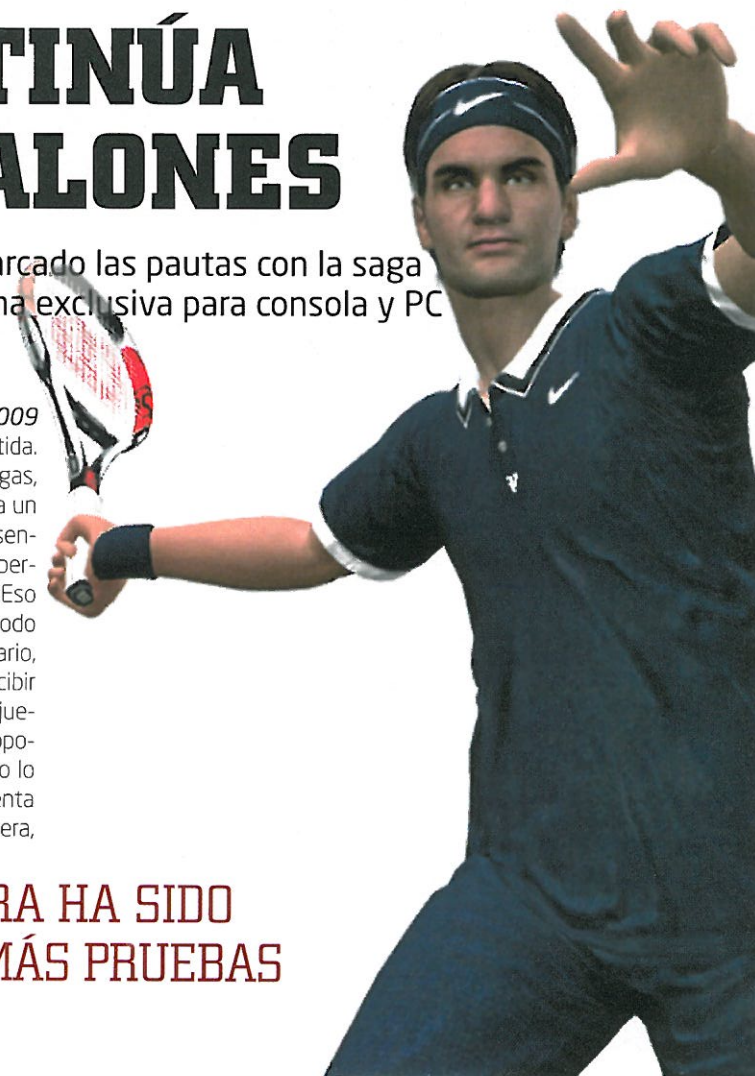 TINÚA
ALONES
arcado las pautas con la saga
na exclusiva para consola y PC
009
tida.
gas,
a un
sen-
per-
Eso
odo
ario,
cibir
jue-
opo-
o lo
enta
era,
RA HA SIDO
MÁS PRUEBAS